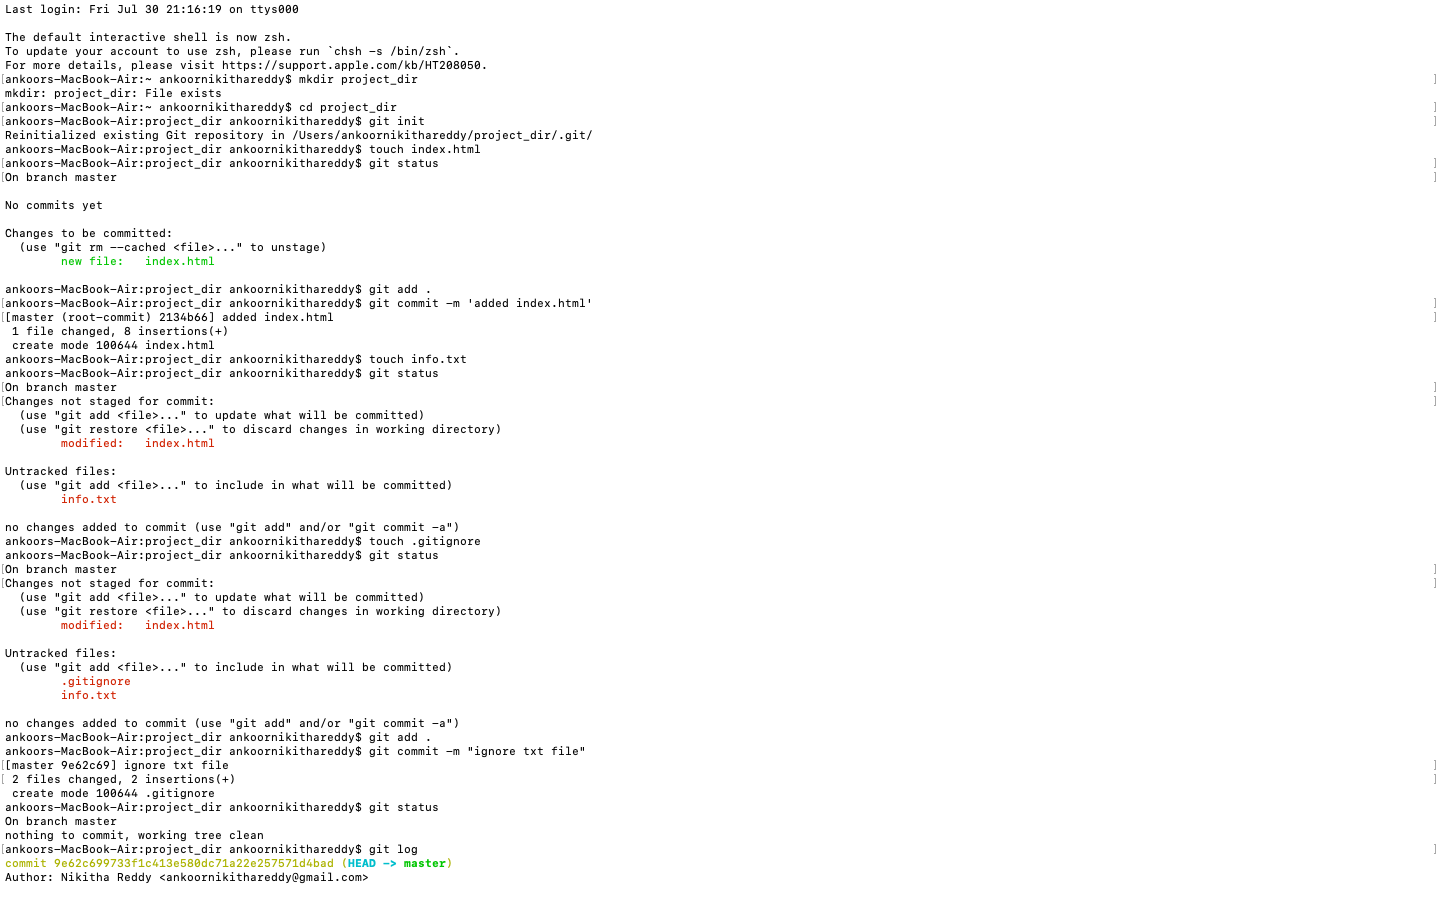 Last login: Fri Jul 30 21:16:19 on ttys000

The default interactive shell is now zsh.
To update your account to use zsh, please run `chsh -s /bin/zsh`.
For more details, please visit https://support.apple.com/kb/HT208050.
[ankoors-MacBook-Air:~ ankoornikithareddy$ mkdir project_dir ]
mkdir: project_dir: File exists
[ankoors-MacBook-Air:~ ankoornikithareddy$ cd project_dir ]
[ankoors-MacBook-Air:project_dir ankoornikithareddy$ git init ]
Reinitialized existing Git repository in /Users/ankoornikithareddy/project_dir/.git/
ankoors-MacBook-Air:project_dir ankoornikithareddy$ touch index.html
[ankoors-MacBook-Air:project_dir ankoornikithareddy$ git status ]
[On branch master ]

No commits yet

Changes to be committed:
  (use "git rm --cached <file>..." to unstage)
        new file:   index.html

ankoors-MacBook-Air:project_dir ankoornikithareddy$ git add .
[ankoors-MacBook-Air:project_dir ankoornikithareddy$ git commit -m 'added index.html' ]
[[master (root-commit) 2134b66] added index.html ]
 1 file changed, 8 insertions(+)
 create mode 100644 index.html
ankoors-MacBook-Air:project_dir ankoornikithareddy$ touch info.txt
ankoors-MacBook-Air:project_dir ankoornikithareddy$ git status
[On branch master ]
[Changes not staged for commit: ]
  (use "git add <file>..." to update what will be committed)
  (use "git restore <file>..." to discard changes in working directory)
        modified:   index.html

Untracked files:
  (use "git add <file>..." to include in what will be committed)
        info.txt

no changes added to commit (use "git add" and/or "git commit -a")
ankoors-MacBook-Air:project_dir ankoornikithareddy$ touch .gitignore
ankoors-MacBook-Air:project_dir ankoornikithareddy$ git status
[On branch master ]
[Changes not staged for commit: ]
  (use "git add <file>..." to update what will be committed)
  (use "git restore <file>..." to discard changes in working directory)
        modified:   index.html

Untracked files:
  (use "git add <file>..." to include in what will be committed)
        .gitignore
        info.txt

no changes added to commit (use "git add" and/or "git commit -a")
ankoors-MacBook-Air:project_dir ankoornikithareddy$ git add .
ankoors-MacBook-Air:project_dir ankoornikithareddy$ git commit -m "ignore txt file"
[[master 9e62c69] ignore txt file ]
[ 2 files changed, 2 insertions(+) ]
 create mode 100644 .gitignore
ankoors-MacBook-Air:project_dir ankoornikithareddy$ git status
On branch master
nothing to commit, working tree clean
[ankoors-MacBook-Air:project_dir ankoornikithareddy$ git log ]
commit 9e62c699733f1c413e580dc71a22e257571d4bad (HEAD -> master)
Author: Nikitha Reddy <ankoornikithareddy@gmail.com>